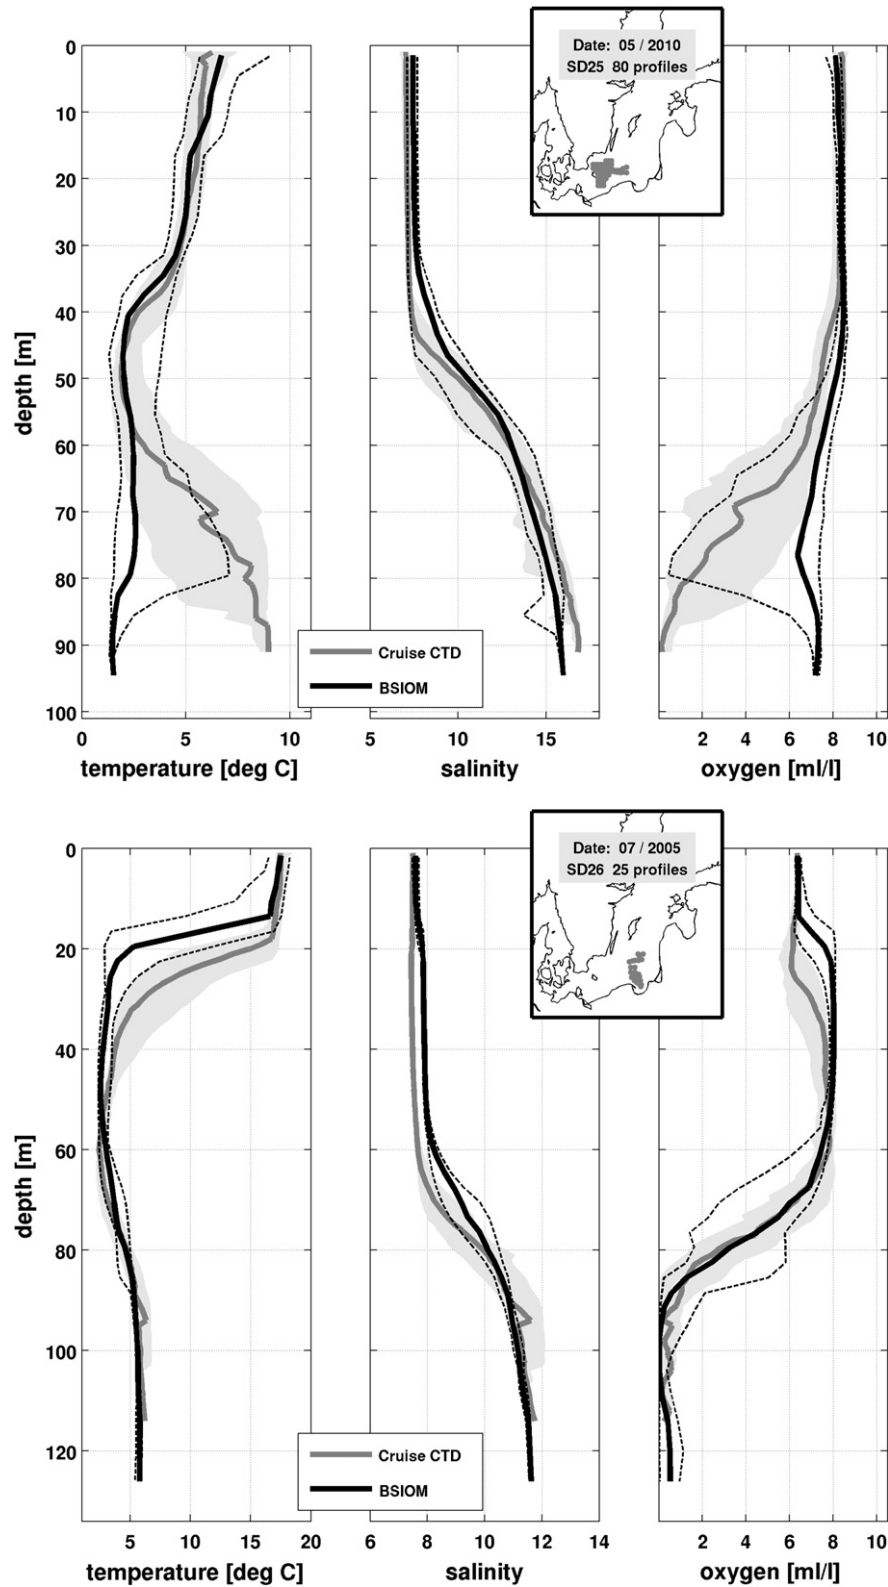 Date: 05 / 2010
SD25 80 profiles
0
10
20
30
40
50
60
70
80
90
100
depth [m]
Cruise CTD
BSIOM
0 5 10
5 10 15
2 4 6 8 10
temperature [deg C] salinity oxygen [ml/l]
Date: 07 / 2005
SD26 25 profiles
0
20
40
60
80
100
120
depth [m]
Cruise CTD
BSIOM
5 10 15 20
6 8 10 12 14
2 4 6 8 10
temperature [deg C] salinity oxygen [ml/l]